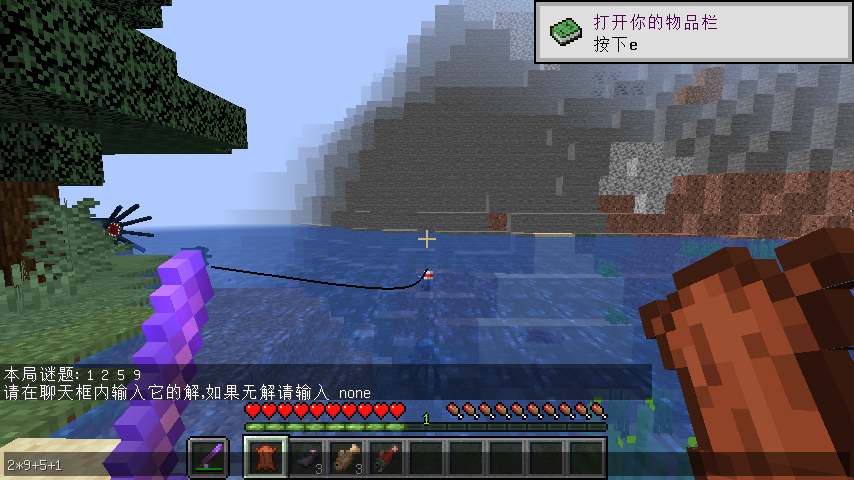 打开你的物品栏
按下e
本局谜题: 1 2 5 9
请在聊天框内输入它的解,如果无解请输入 none
1
3
3
2*9+5+1